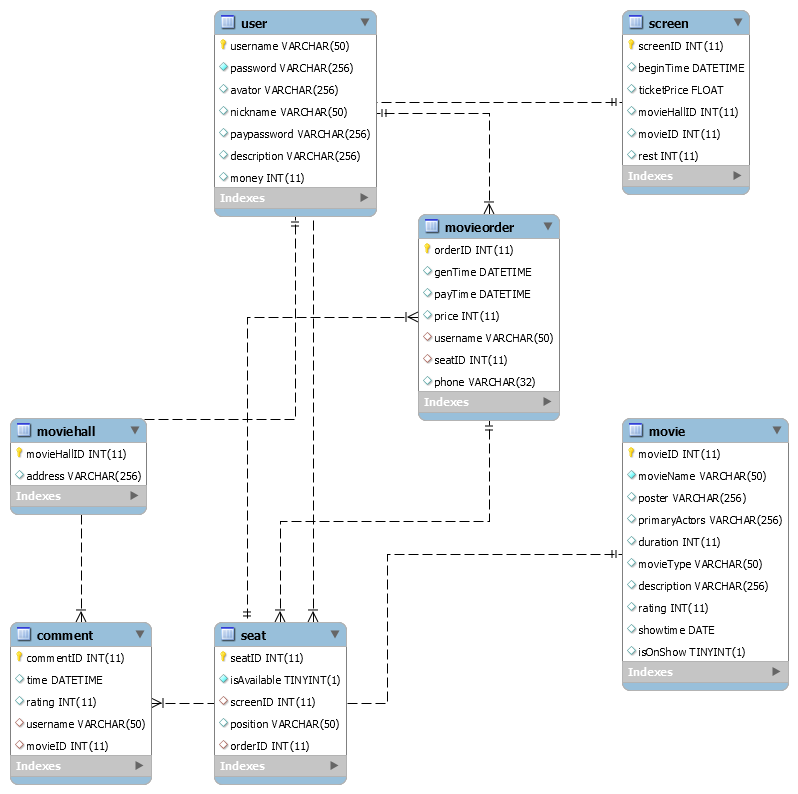 user
username VARCHAR(50)
password VARCHAR(256)
avator VARCHAR(256)
nickname VARCHAR(50)
paypassword VARCHAR(256)
description VARCHAR(256)
money INT(11)
Indexes
screen
screenID INT(11)
beginTime DATETIME
ticketPrice FLOAT
movieHallID INT(11)
movieID INT(11)
rest INT(11)
Indexes
movieorder
orderID INT(11)
genTime DATETIME
payTime DATETIME
price INT(11)
username VARCHAR(50)
seatID INT(11)
phone VARCHAR(32)
Indexes
moviehall
movieHallID INT(11)
address VARCHAR(256)
Indexes
movie
movieID INT(11)
movieName VARCHAR(50)
poster VARCHAR(256)
primaryActors VARCHAR(256)
duration INT(11)
movieType VARCHAR(50)
description VARCHAR(256)
rating INT(11)
showtime DATE
isOnShow TINYINT(1)
Indexes
comment
commentID INT(11)
time DATETIME
rating INT(11)
username VARCHAR(50)
movieID INT(11)
Indexes
seat
seatID INT(11)
isAvailable TINYINT(1)
screenID INT(11)
position VARCHAR(50)
orderID INT(11)
Indexes